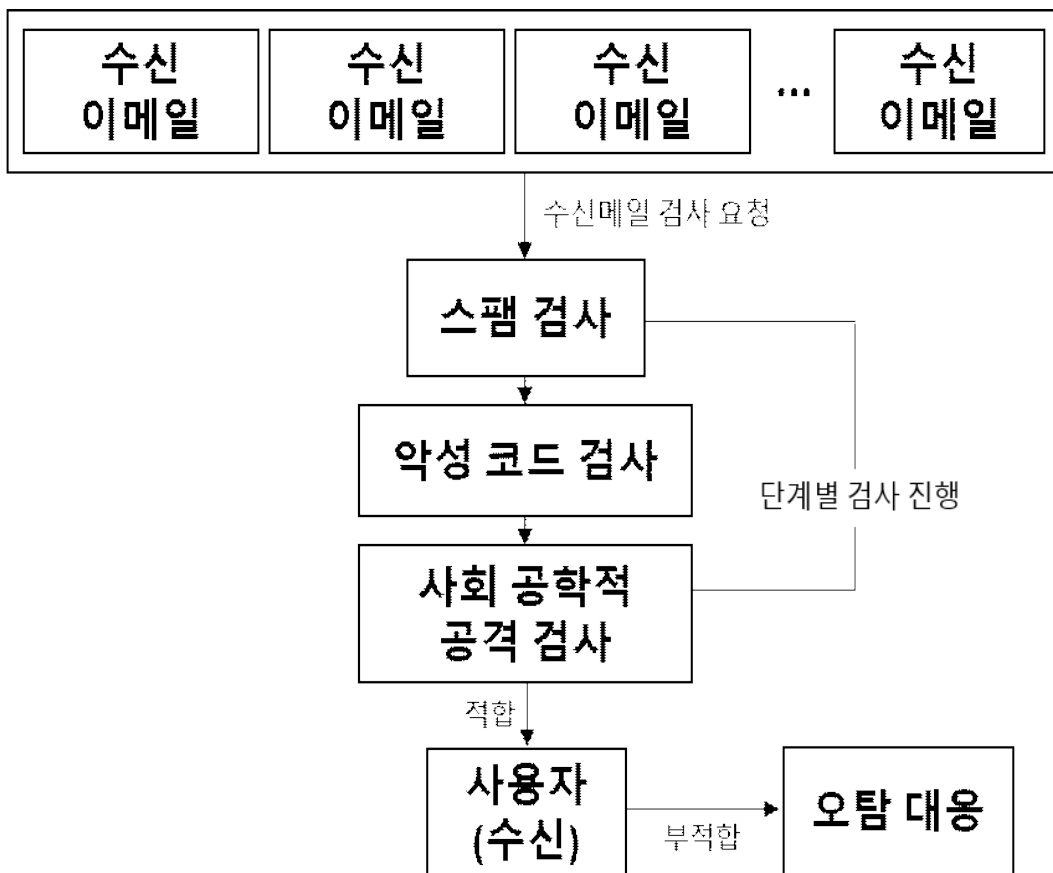 수신
이메일
수신
이메일
수신
이메일
...
수신
이메일
수신메일 검사 요청
스팸 검사
악성 코드 검사
단계별 검사 진행
사회 공학적
공격 검사
적합
사용자
(수신)
부적합
오탐 대응